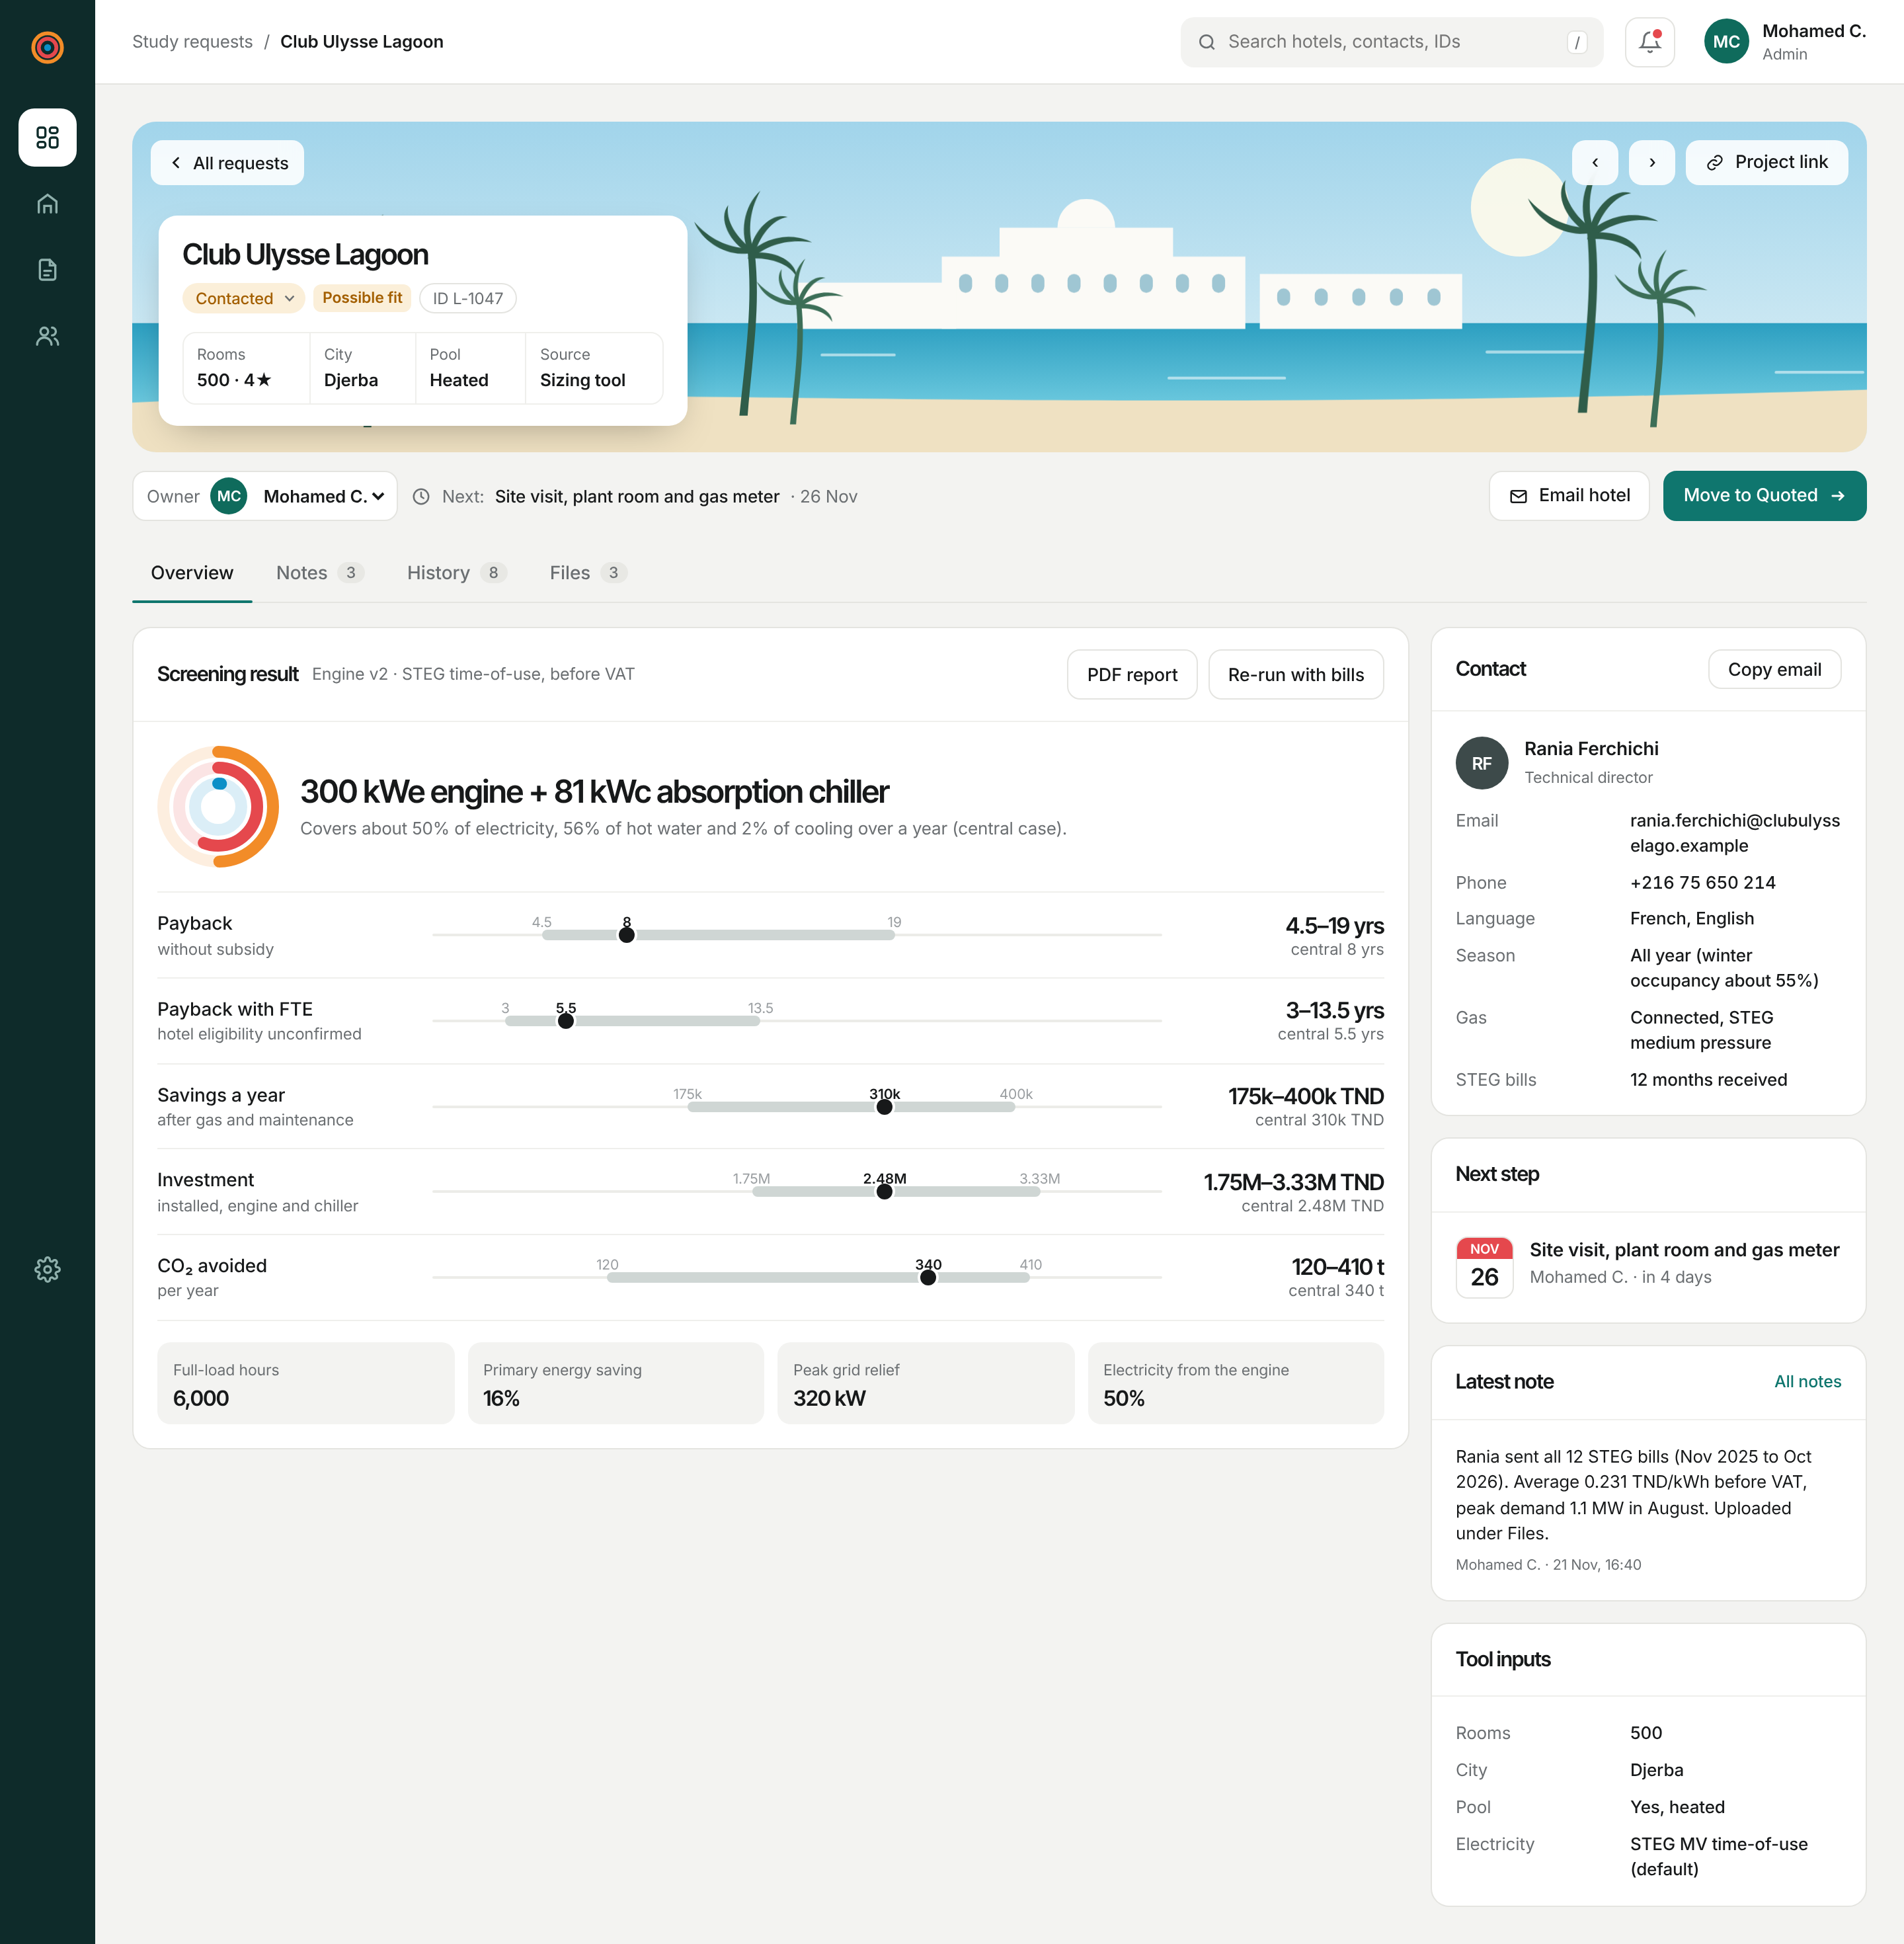 Study requests / Club Ulysse Lagoon
Search hotels, contacts, IDs /
MC
Mohamed C.
Admin
All requests
‹ › Project link
Club Ulysse Lagoon
Contacted Possible fit ID L-1047
Rooms City Pool Source
500 · 4★ Djerba Heated Sizing tool
Owner MC Mohamed C. Next: Site visit, plant room and gas meter · 26 Nov
Email hotel Move to Quoted →
Overview Notes 3 History 8 Files 3
Screening result Engine v2 · STEG time-of-use, before VAT
PDF report Re-run with bills
300 kWe engine + 81 kWc absorption chiller
Covers about 50% of electricity, 56% of hot water and 2% of cooling over a year (central case).
Payback
without subsidy
4.5 8 19
4.5–19 yrs
central 8 yrs
Payback with FTE
hotel eligibility unconfirmed
3 5.5 13.5
3–13.5 yrs
central 5.5 yrs
Savings a year
after gas and maintenance
175k 310k 400k
175k–400k TND
central 310k TND
Investment
installed, engine and chiller
1.75M 2.48M 3.33M
1.75M–3.33M TND
central 2.48M TND
CO₂ avoided
per year
120 340 410
120–410 t
central 340 t
Full-load hours
6,000
Primary energy saving
16%
Peak grid relief
320 kW
Electricity from the engine
50%
Contact Copy email
RF
Rania Ferchichi
Technical director
Email rania.ferchichi@clubulyss
elago.example
Phone +216 75 650 214
Language French, English
Season All year (winter
occupancy about 55%)
Gas Connected, STEG
medium pressure
STEG bills 12 months received
Next step
NOV
26
Site visit, plant room and gas meter
Mohamed C. · in 4 days
Latest note All notes
Rania sent all 12 STEG bills (Nov 2025 to Oct
2026). Average 0.231 TND/kWh before VAT,
peak demand 1.1 MW in August. Uploaded
under Files.
Mohamed C. · 21 Nov, 16:40
Tool inputs
Rooms 500
City Djerba
Pool Yes, heated
Electricity STEG MV time-of-use
(default)